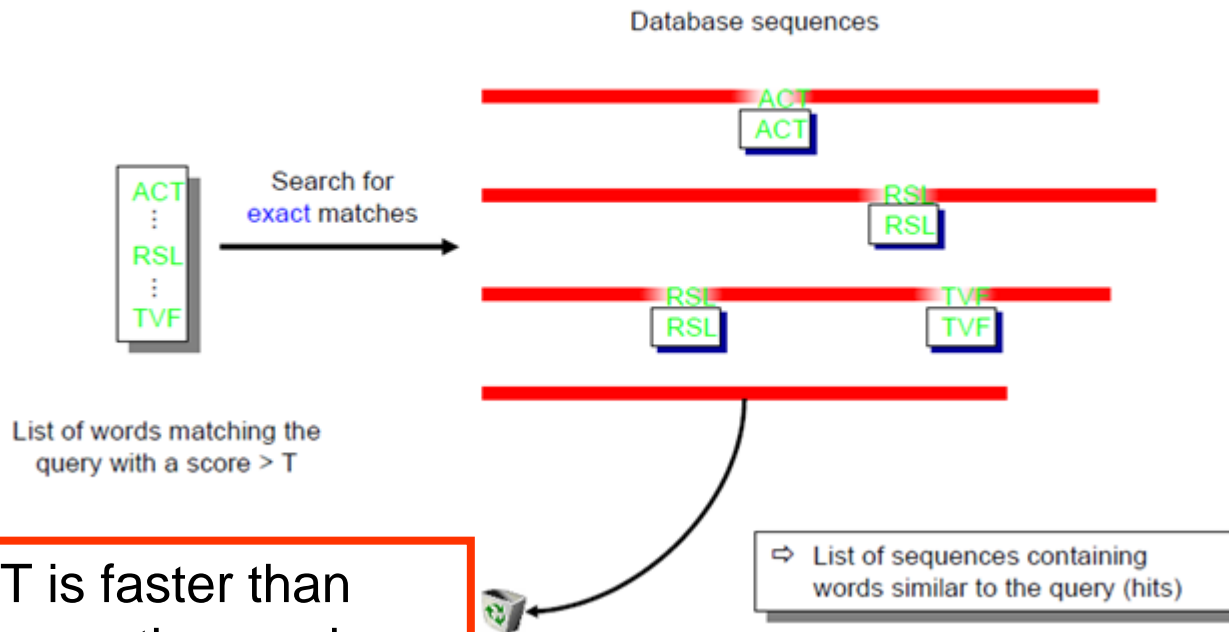 Database sequences
ACT
ACT
ACT
⋮
RSL
⋮
TVF
Search for
exact matches
RSL
RSL
RSL
RSL
TVF
TVF
List of words matching the
query with a score > T
T is faster than
⇨ List of sequences containing
words similar to the query (hits)